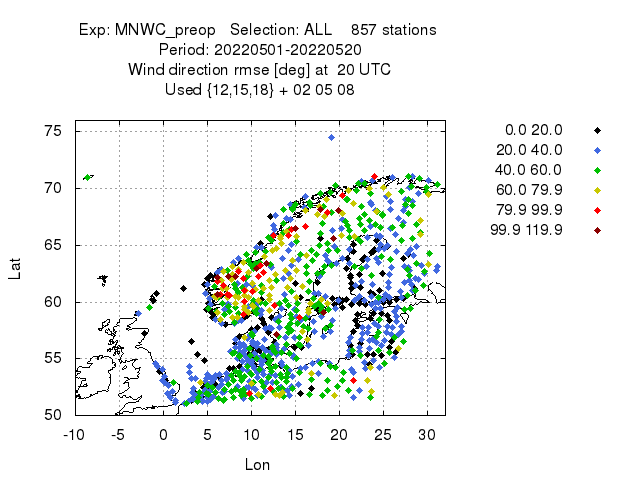 Exp: MNWC_preop   Selection: ALL    857 stations
Period: 20220501-20220520
Wind direction rmse [deg] at  20 UTC
Used {12,15,18} + 02 05 08
0.0 20.0
20.0 40.0
40.0 60.0
60.0 79.9
79.9 99.9
99.9 119.9
75
70
65
60
55
50
Lat
-10 -5 0 5 10 15 20 25 30
Lon